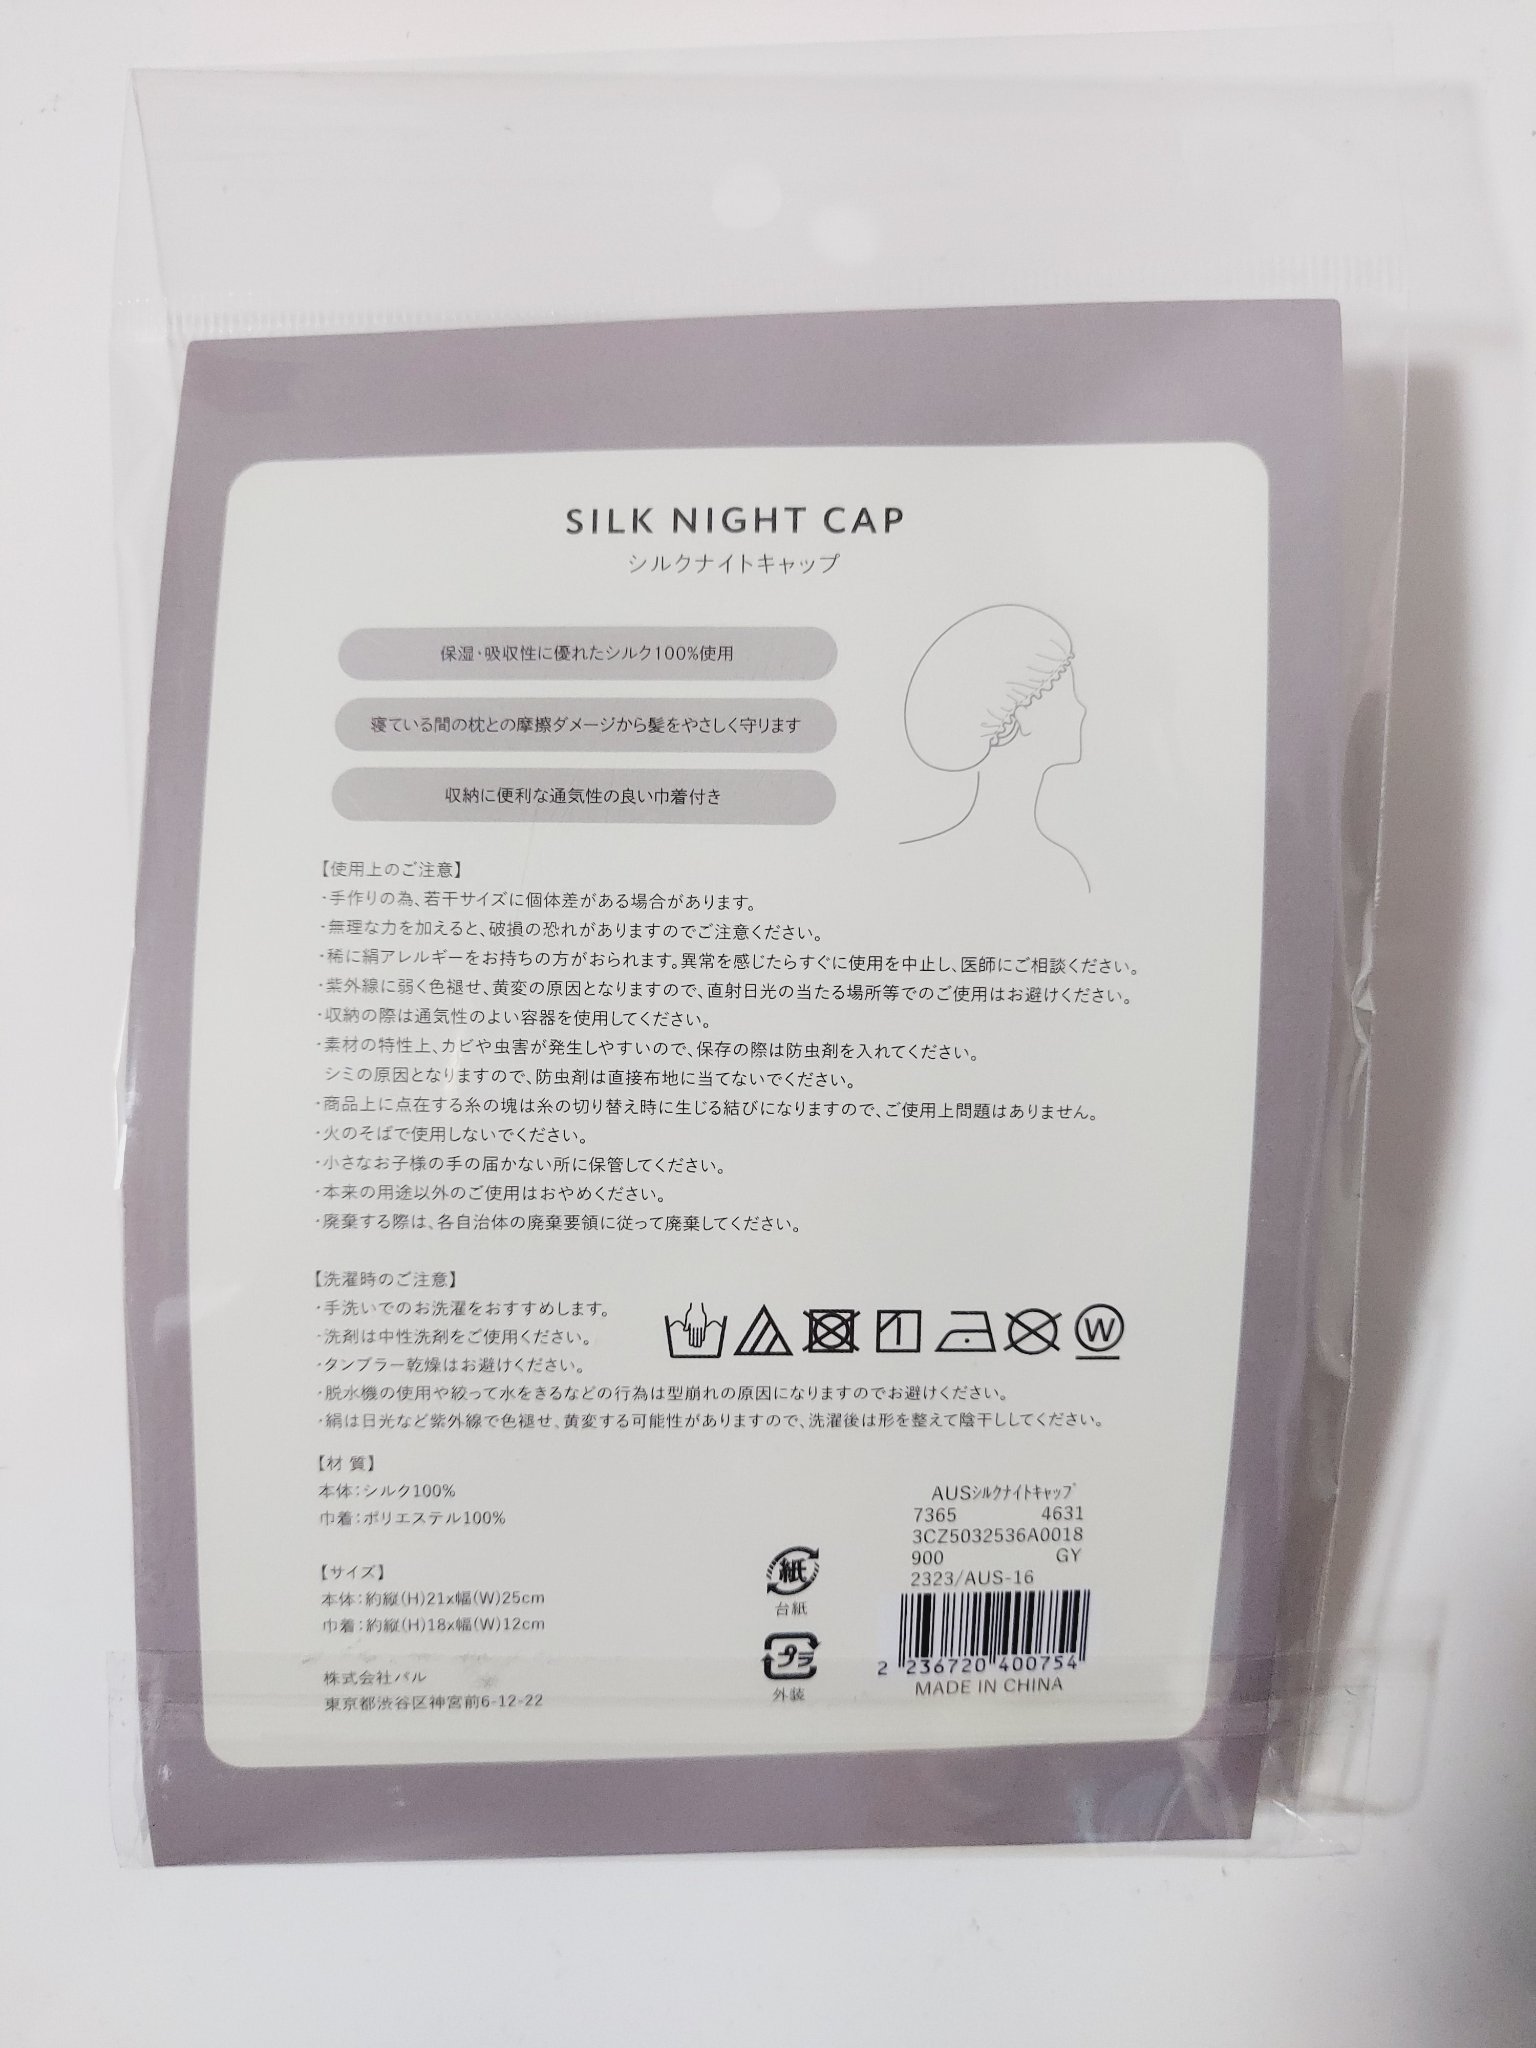 SILK NIGHT CAP
シルクナイトキャップ
保湿・吸収性に優れたシルク100%使用
寝ている間の枕との摩擦ダメージから髪をやさしく守ります
収納に便利な通気性の良い巾着付き
【使用上のご注意】
・手作りの為、若干サイズに個体差がある場合があります。
・無理な力を加えると、破損の恐れがありますのでご注意ください。
・稀に絹アレルギーをお持ちの方がおられます。異常を感じたらすぐに使用を中止し、医師にご相談ください。
・紫外線に弱く色褪せ、黄変の原因となりますので、直射日光の当たる場所等でのご使用はお避けください。
・収納の際は通気性のよい容器を使用してください。
・素材の特性上、カビや虫害が発生しやすいので、保存の際は防虫剤を入れてください。
シミの原因となりますので、防虫剤は直接布地に当てないでください。
・商品上に点在する糸の塊は糸の切り替え時に生じる結びになりますので、ご使用上問題はありません。
・火のそばで使用しないでください。
・小さなお子様の手の届かない所に保管してください。
・本来の用途以外のご使用はおやめください。
・廃棄する際は、各自治体の廃棄要領に従って廃棄してください。
【洗濯時のご注意】
・手洗いでのお洗濯をおすすめします。
・洗剤は中性洗剤をご使用ください。
・タンブラー乾燥はお避けください。
W
・脱水機の使用や絞って水をきるなどの行為は型崩れの原因になりますのでお避けください。
・絹は日光など紫外線で色褪せ、黄変する可能性がありますので、洗濯後は形を整えて陰干ししてください。
【材 質】
本体：シルク100%
巾着：ポリエステル100%
【サイズ】
本体：約縦(H)21x幅(W)25cm
巾着：約縦(H)18x幅(W)12cm
株式会社パル
東京都渋谷区神宮前6-12-22
紙
台紙
プラ
外装
AUSシルクナイトキャップ
7365 4631
3CZ5032536A0018
900 GY
2323/AUS-16
2 236720 400754
MADE IN CHINA